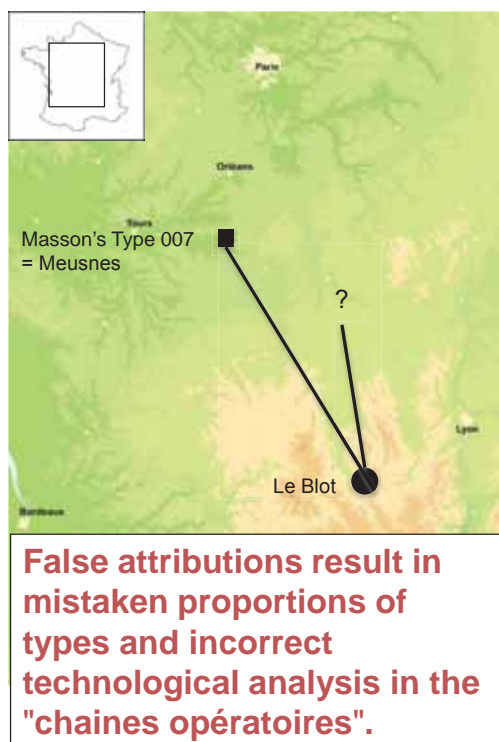 Paris
Orléans
Tours
Masson's Type 007
= Meusnes
?
Lyon
Le Blot
Bordeaux
False attributions result in
mistaken proportions of
types and incorrect
technological analysis in the
"chaines opératoires".